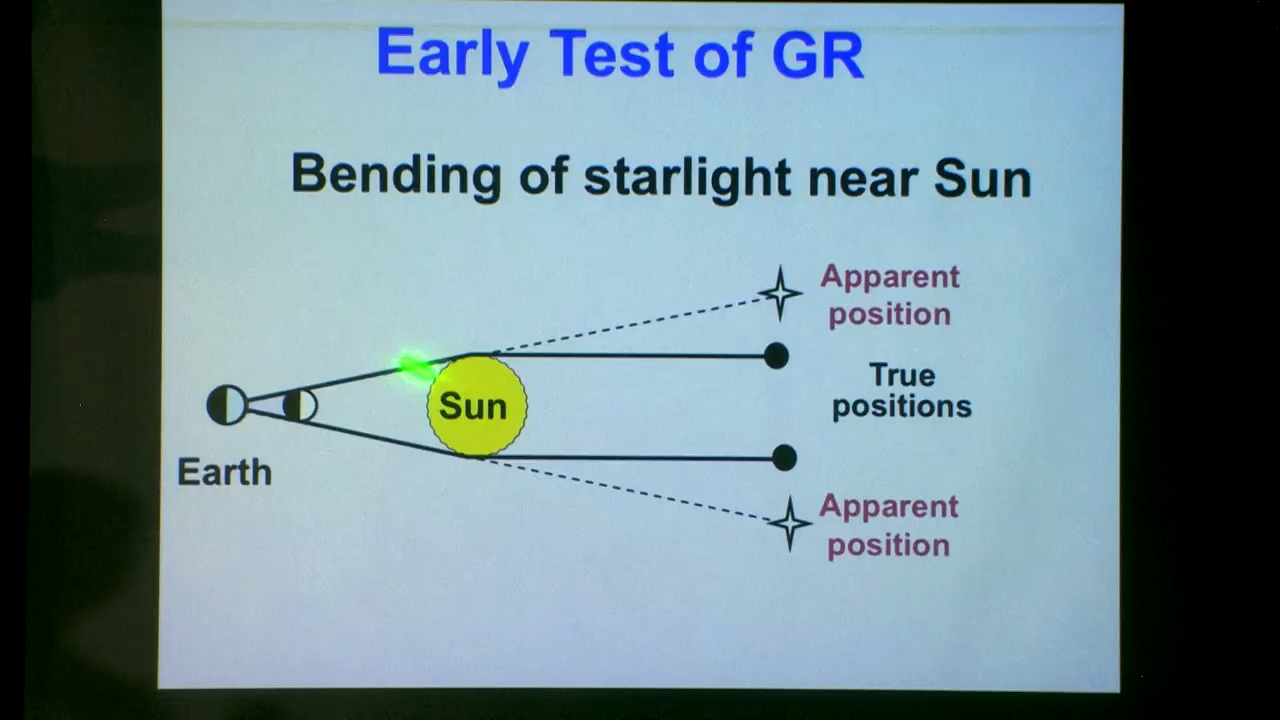 Early Test of GR
Bending of starlight near Sun
Apparent
position
True
positions
Sun
Earth
Apparent
position